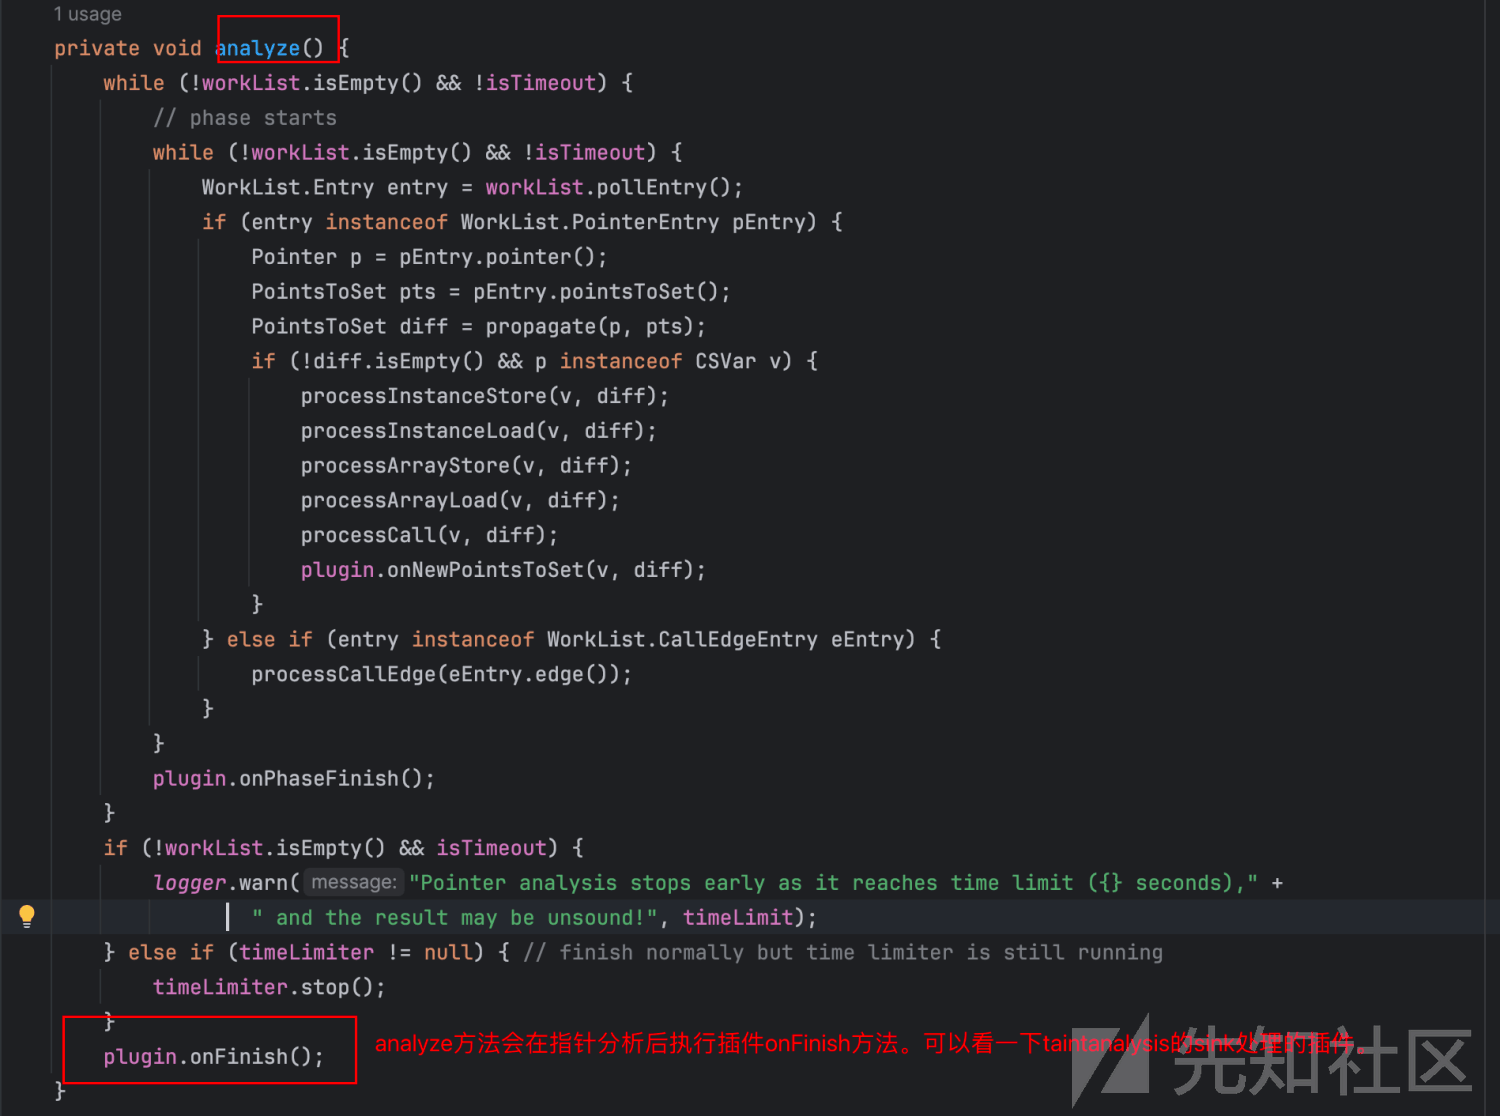 1 usage
private void analyze() {
while (!workList.isEmpty() && !isTimeout) {
// phase starts
while (!workList.isEmpty() && !isTimeout) {
WorkList.Entry entry = workList.pollEntry();
if (entry instanceof WorkList.PointerEntry pEntry) {
Pointer p = pEntry.pointer();
PointsToSet pts = pEntry.pointsToSet();
PointsToSet diff = propagate(p, pts);
if (!diff.isEmpty() && p instanceof CSVar v) {
processInstanceStore(v, diff);
processInstanceLoad(v, diff);
processArrayStore(v, diff);
processArrayLoad(v, diff);
processCall(v, diff);
plugin.onNewPointsToSet(v, diff);
}
} else if (entry instanceof WorkList.CallEdgeEntry eEntry) {
processCallEdge(eEntry.edge());
}
}
plugin.onPhaseFinish();
}
if (!workList.isEmpty() && isTimeout) {
logger.warn( message: "Pointer analysis stops early as it reaches time limit ({} seconds)," +
" and the result may be unsound!", timeLimit);
} else if (timeLimiter != null) { // finish normally but time limiter is still running
timeLimiter.stop();
}
plugin.onFinish();
analyze方法会在指针分析后执行插件onFinish方法。可以看一下taintanalysis的sink处理的插件。
}
先知社区